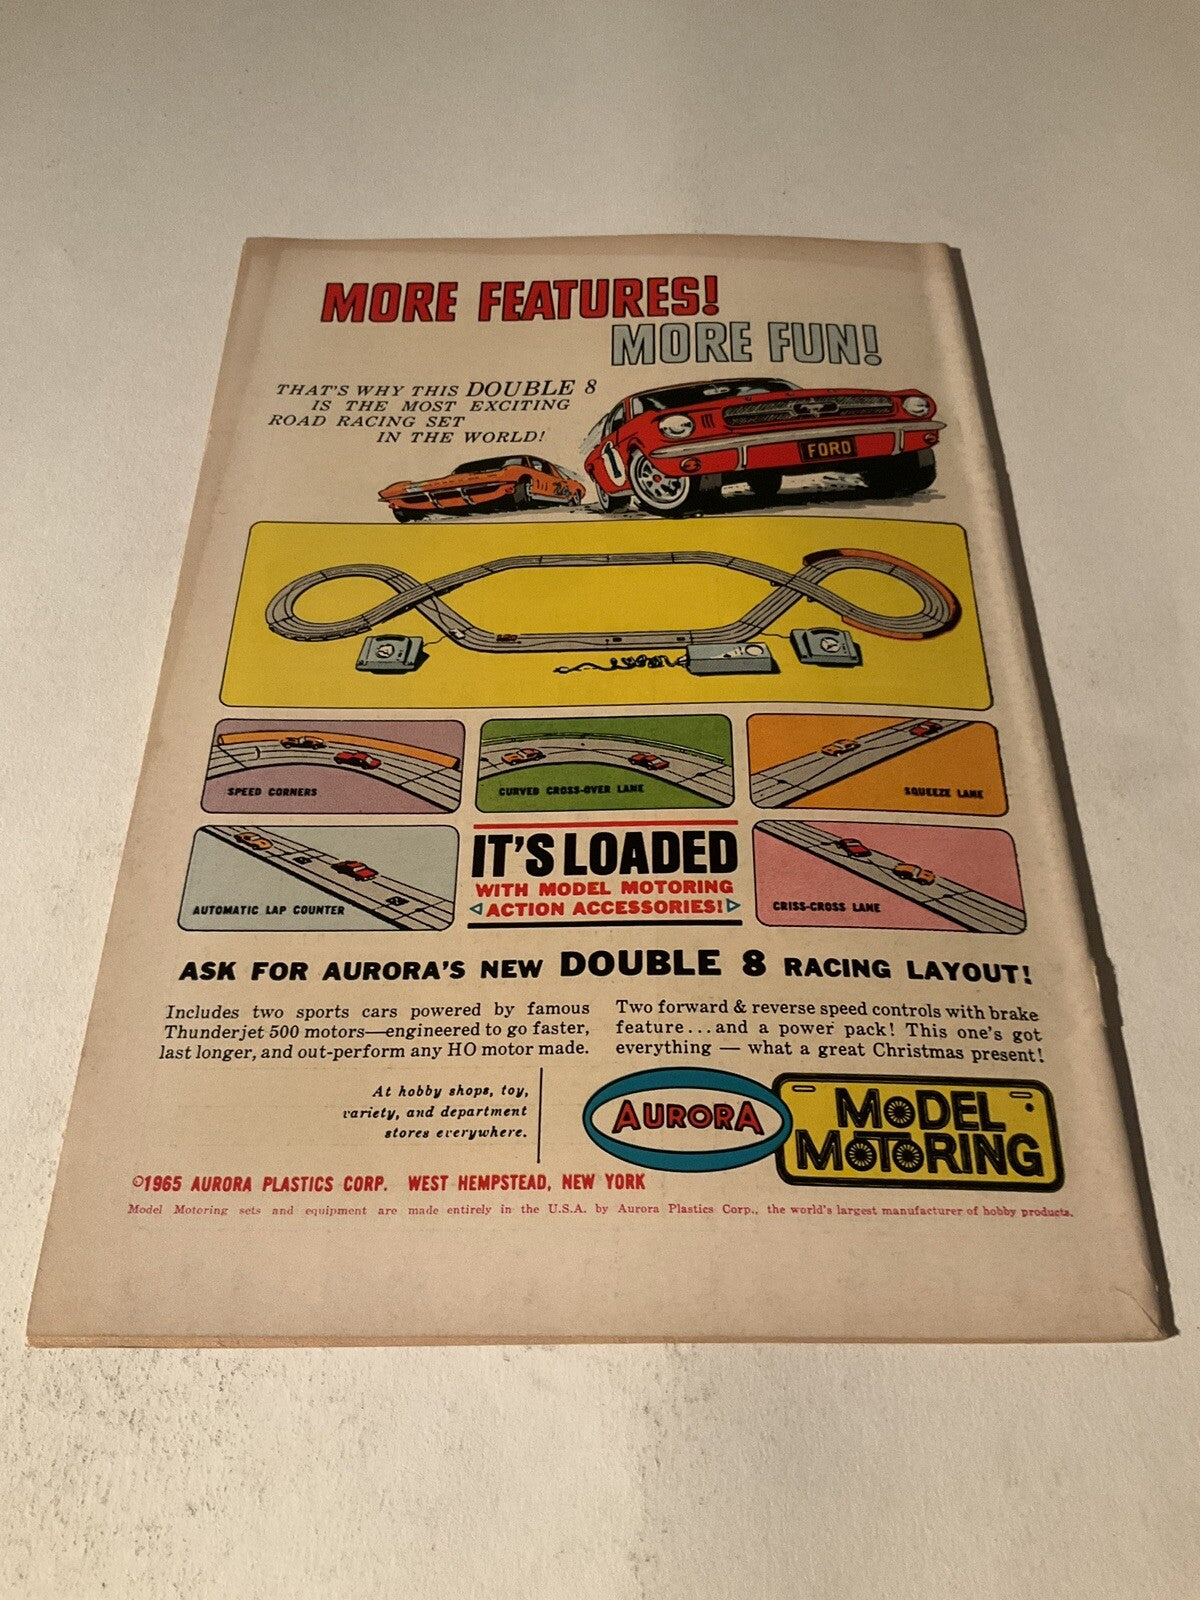 MORE FEATURES!
MORE FUN!
THAT'S WHY THIS DOUBLE 8
IS THE MOST EXCITING
ROAD RACING SET
IN THE WORLD!
1
FORD
SPEED CORNERS
CURVED CROSS-OVER LANE
SQUEEZE LANE
AUTOMATIC LAP COUNTER
IT'S LOADED
WITH MODEL MOTORING
ACTION ACCESSORIES!
CRISS-CROSS LANE
ASK FOR AURORA'S NEW DOUBLE 8 RACING LAYOUT!
Includes two sports cars powered by famous
Thunderjet 500 motors—engineered to go faster,
last longer, and out-perform any HO motor made.
Two forward & reverse speed controls with brake
feature...and a power pack! This one's got
everything — what a great Christmas present!
At hobby shops, toy,
variety, and department
stores everywhere.
AURORA
MODEL
MOTORING
©1965 AURORA PLASTICS CORP. WEST HEMPSTEAD, NEW YORK
Model Motoring sets and equipment are made entirely in the U.S.A. by Aurora Plastics Corp., the world's largest manufacturer of hobby products.